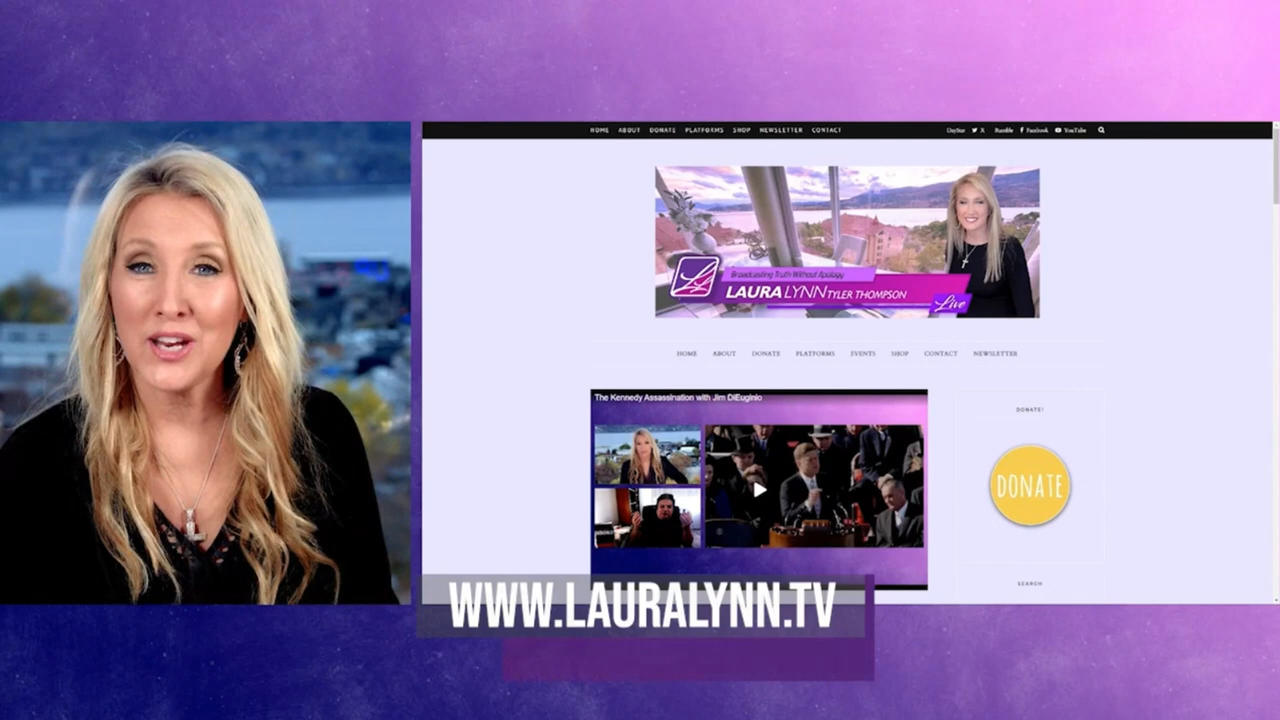 HOME ABOUT DONATE PLATFORMS SHOP NEWSLETTER CONTACT DayStar X Rumble Facebook YouTube
Broadcasting Truth Without Apology
LAURA LYNN TYLER THOMPSON
Live
HOME ABOUT DONATE PLATFORMS EVENTS SHOP CONTACT NEWSLETTER
The Kennedy Assassination with Jim DiEuginio
DONATE!
DONATE
SEARCH
WWW.LAURALYNN.TV